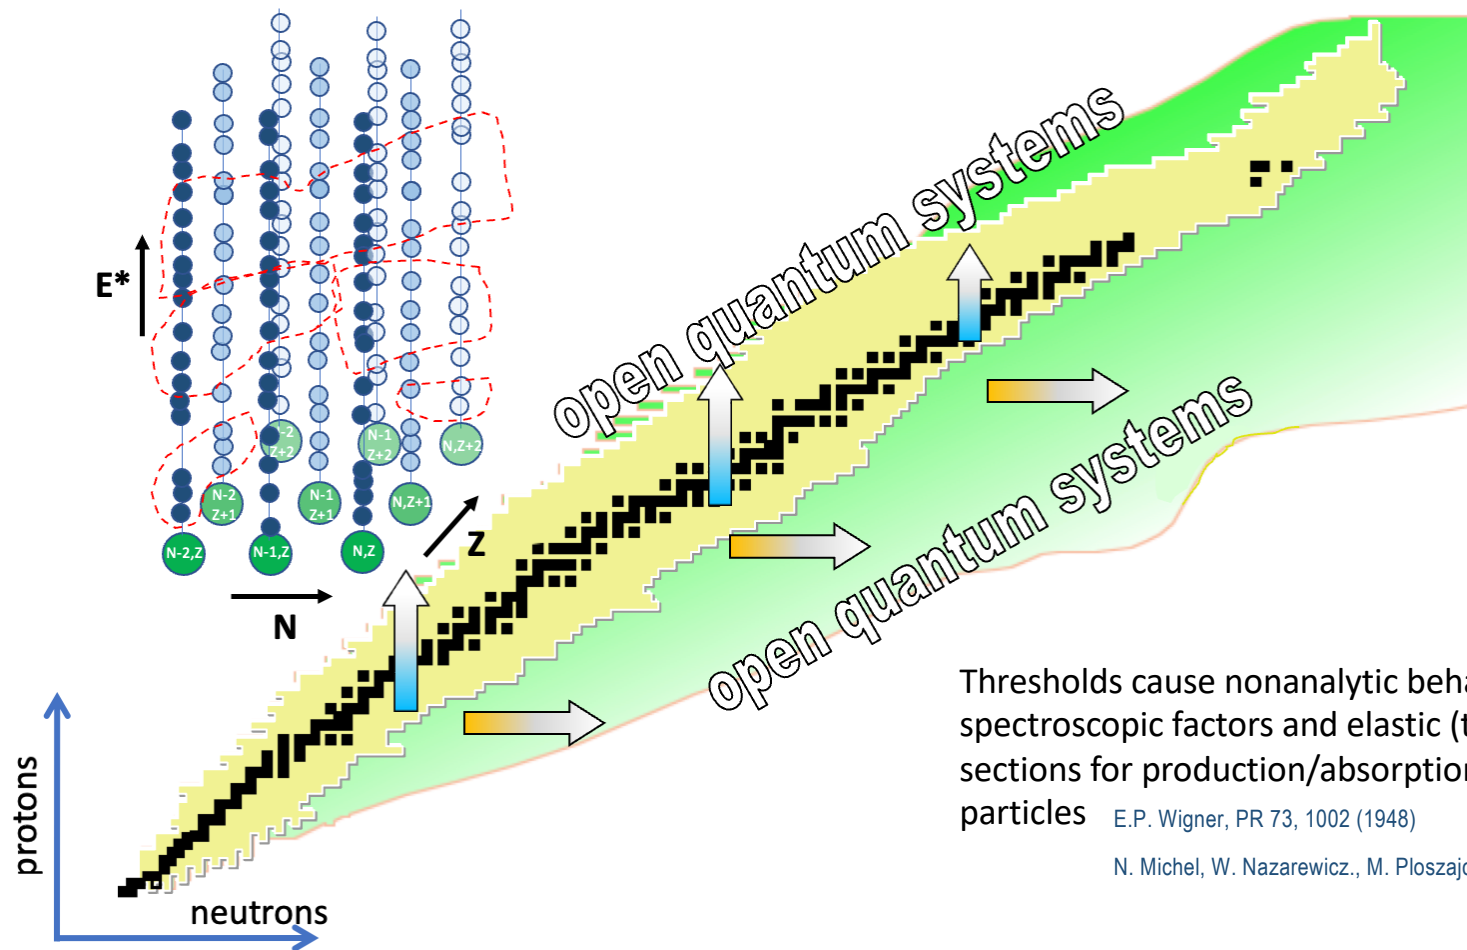 E*
-2
Z+2
N-1
Z+2
N,Z+2
N-2
Z+1
N-1
Z+1
N,Z+1
N-2,Z
N-1,Z
N,Z
Z
N
open quantum systems
open quantum systems
protons
neutrons
Thresholds cause nonanalytic beha
spectroscopic factors and elastic (t
sections for production/absorption
particles E.P. Wigner, PR 73, 1002 (1948)
N. Michel, W. Nazarewicz., M. Ploszajc